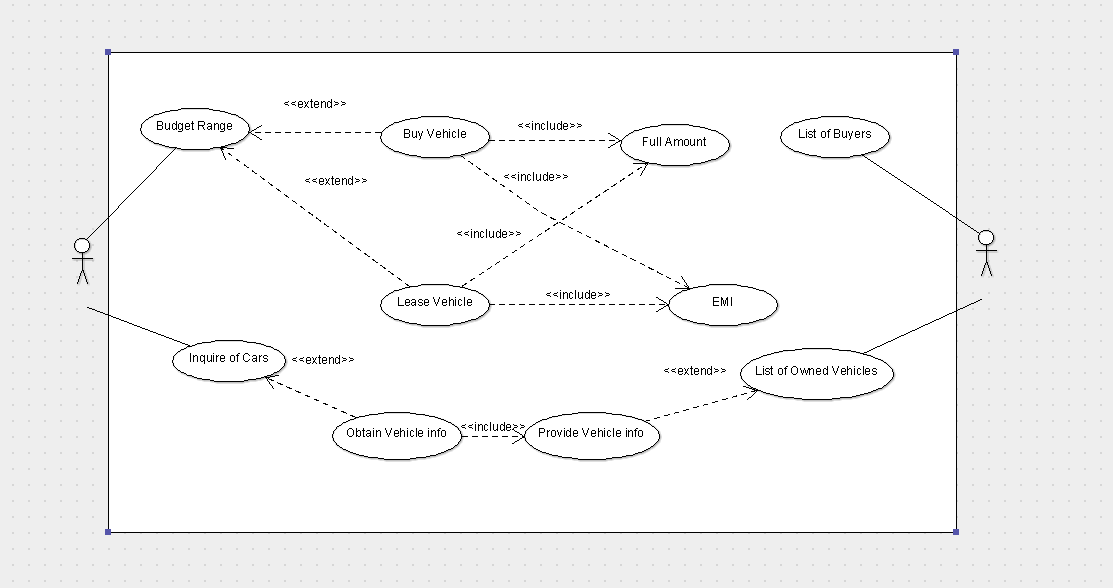 <<extend>>
Budget Range
Buy Vehicle
<<include>>
Full Amount
List of Buyers
<<extend>>
<<include>>
<<include>>
Lease Vehicle
<<include>>
EMI
Inquire of Cars
<<extend>>
<<extend>>
List of Owned Vehicles
Obtain Vehicle info
<<include>>
Provide Vehicle info